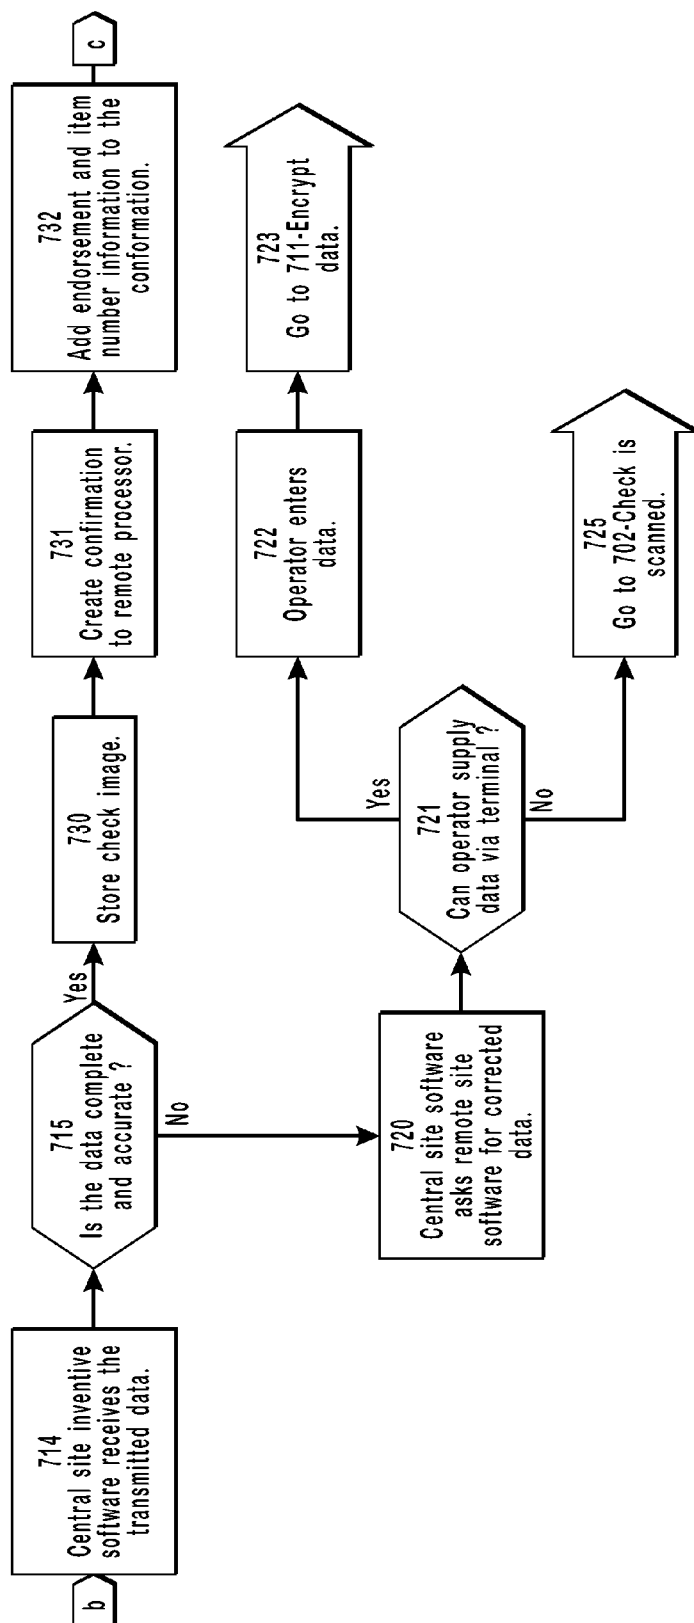 b
714
Central site inventive
software receives the
transmitted data.
715
Is the data complete
and accurate ?
Yes
No
730
Store check image.
731
Create confirmation
to remote processor.
732
Add endorsement and item
number information to the
conformation.
c
720
Central site software
asks remote site
software for corrected
data.
721
Can operator supply
data via terminal ?
Yes
No
722
Operator enters
data.
723
Go to 711-Encrypt
data.
725
Go to 702-Check is
scanned.